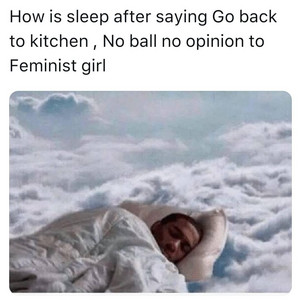 How is sleep after saying Go back
to kitchen , No ball no opinion to
Feminist girl